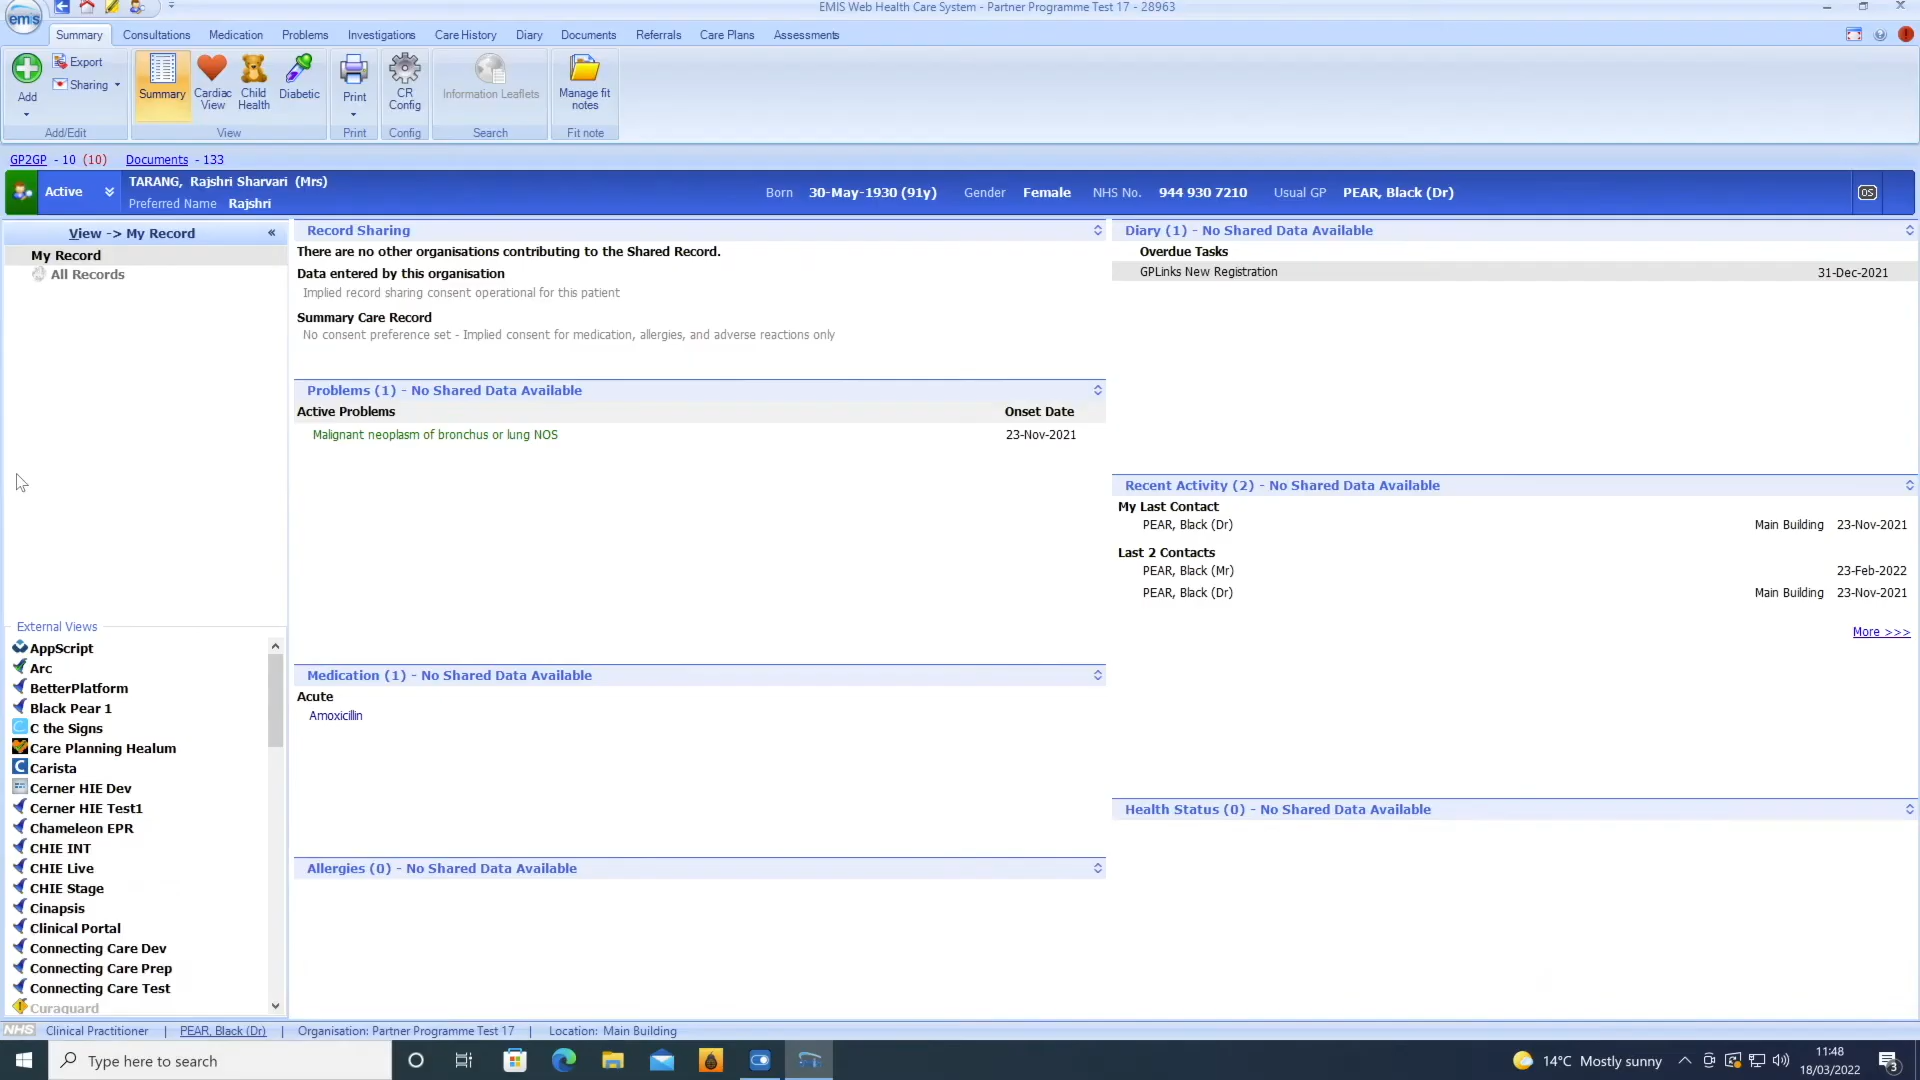 EMIS Web Health Care System - Partner Programme Test 17 - 28963
emis
Summary Consultations Medication Problems Investigations Care History Diary Documents Referrals Care Plans Assessments
Add
Export
Sharing
Add/Edit
Summary
Cardiac View
Child Health
Diabetic
View
Print
Print
CR Config
Config
Information Leaflets
Search
Manage fit notes
Fit note
GP2GP - 10 (10) Documents - 133
Active
TARANG, Rajshri Sharvari (Mrs)
Preferred Name Rajshri
Born 30-May-1930 (91y) Gender Female NHS No. 944 930 7210 Usual GP PEAR, Black (Dr)
OS
View -> My Record «
My Record
All Records
External Views
AppScript
Arc
BetterPlatform
Black Pear 1
C the Signs
Care Planning Healum
Carista
Cerner HIE Dev
Cerner HIE Test1
Chameleon EPR
CHIE INT
CHIE Live
CHIE Stage
Cinapsis
Clinical Portal
Connecting Care Dev
Connecting Care Prep
Connecting Care Test
Curaguard
Record Sharing
There are no other organisations contributing to the Shared Record.
Data entered by this organisation
Implied record sharing consent operational for this patient
Summary Care Record
No consent preference set - Implied consent for medication, allergies, and adverse reactions only
Problems (1) - No Shared Data Available
Active Problems Onset Date
Malignant neoplasm of bronchus or lung NOS 23-Nov-2021
Medication (1) - No Shared Data Available
Acute
Amoxicillin
Allergies (0) - No Shared Data Available
Diary (1) - No Shared Data Available
Overdue Tasks
GPLinks New Registration 31-Dec-2021
Recent Activity (2) - No Shared Data Available
My Last Contact
PEAR, Black (Dr) Main Building 23-Nov-2021
Last 2 Contacts
PEAR, Black (Mr) 23-Feb-2022
PEAR, Black (Dr) Main Building 23-Nov-2021
More >>>
Health Status (0) - No Shared Data Available
NHS Clinical Practitioner | PEAR, Black (Dr) | Organisation: Partner Programme Test 17 | Location: Main Building
Type here to search
14°C Mostly sunny
11:48
18/03/2022
3